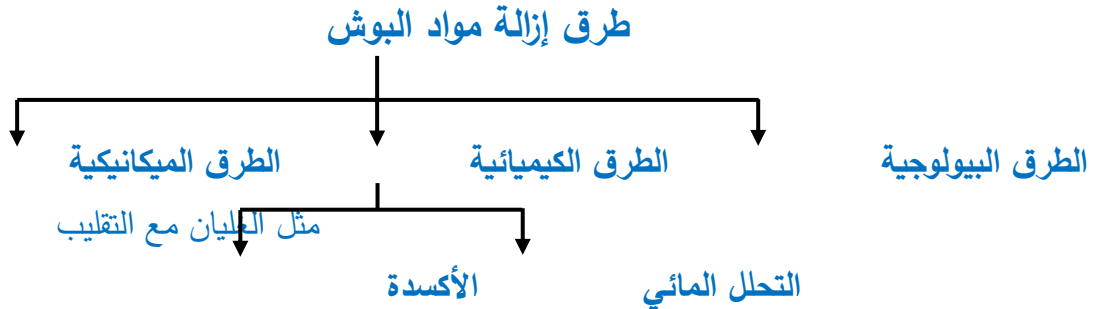 طرق إزالة مواد البوش
الطرق البيولوجية
الطرق الكيميائية
الطرق الميكانيكية
مثل الغليان مع التقليب
التحلل المائي
الأكسدة